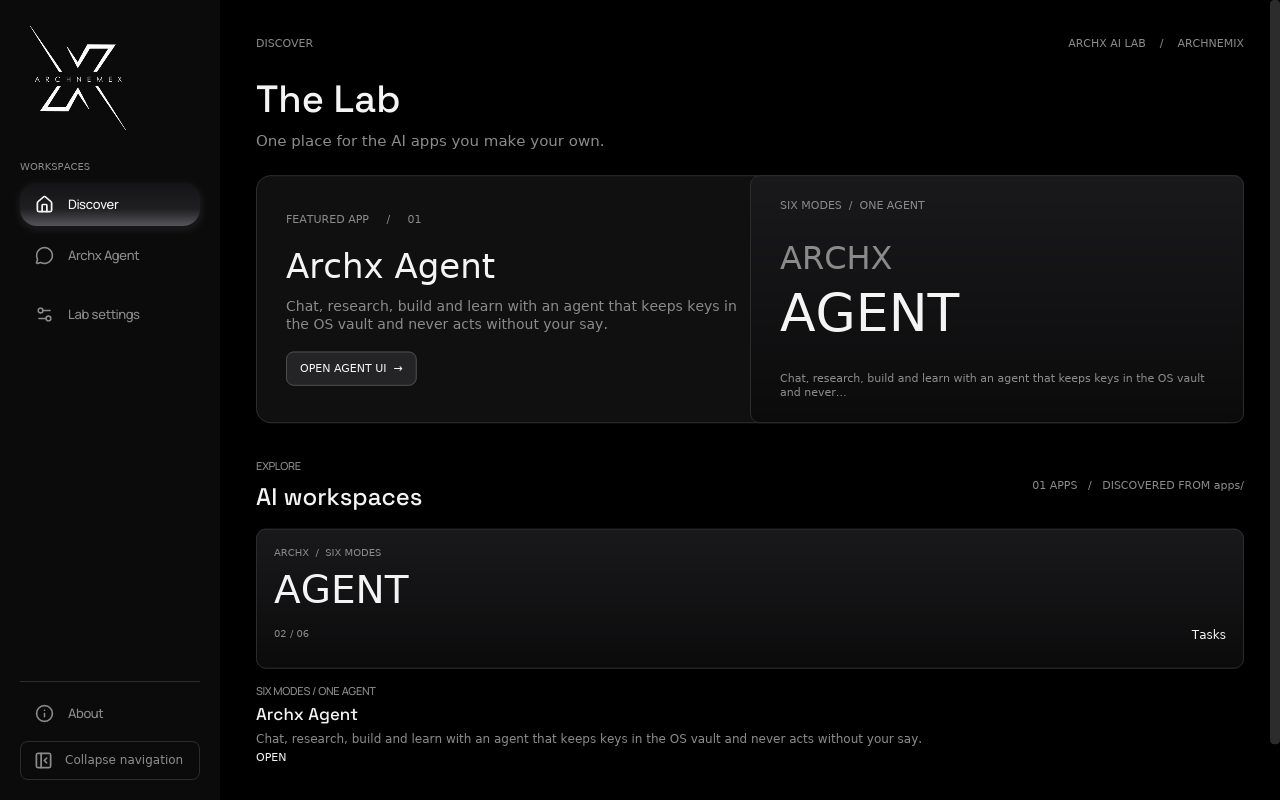 ARCHNEMEX
WORKSPACES
Discover
Archx Agent
Lab settings
About
Collapse navigation
DISCOVER
ARCHX AI LAB / ARCHNEMIX
The Lab
One place for the AI apps you make your own.
FEATURED APP / 01
Archx Agent
Chat, research, build and learn with an agent that keeps keys in
the OS vault and never acts without your say.
OPEN AGENT UI →
SIX MODES / ONE AGENT
ARCHX
AGENT
Chat, research, build and learn with an agent that keeps keys in the OS vault
and never…
EXPLORE
AI workspaces
01 APPS / DISCOVERED FROM apps/
ARCHX / SIX MODES
AGENT
02 / 06
Tasks
SIX MODES / ONE AGENT
Archx Agent
Chat, research, build and learn with an agent that keeps keys in the OS vault and never acts without your say.
OPEN